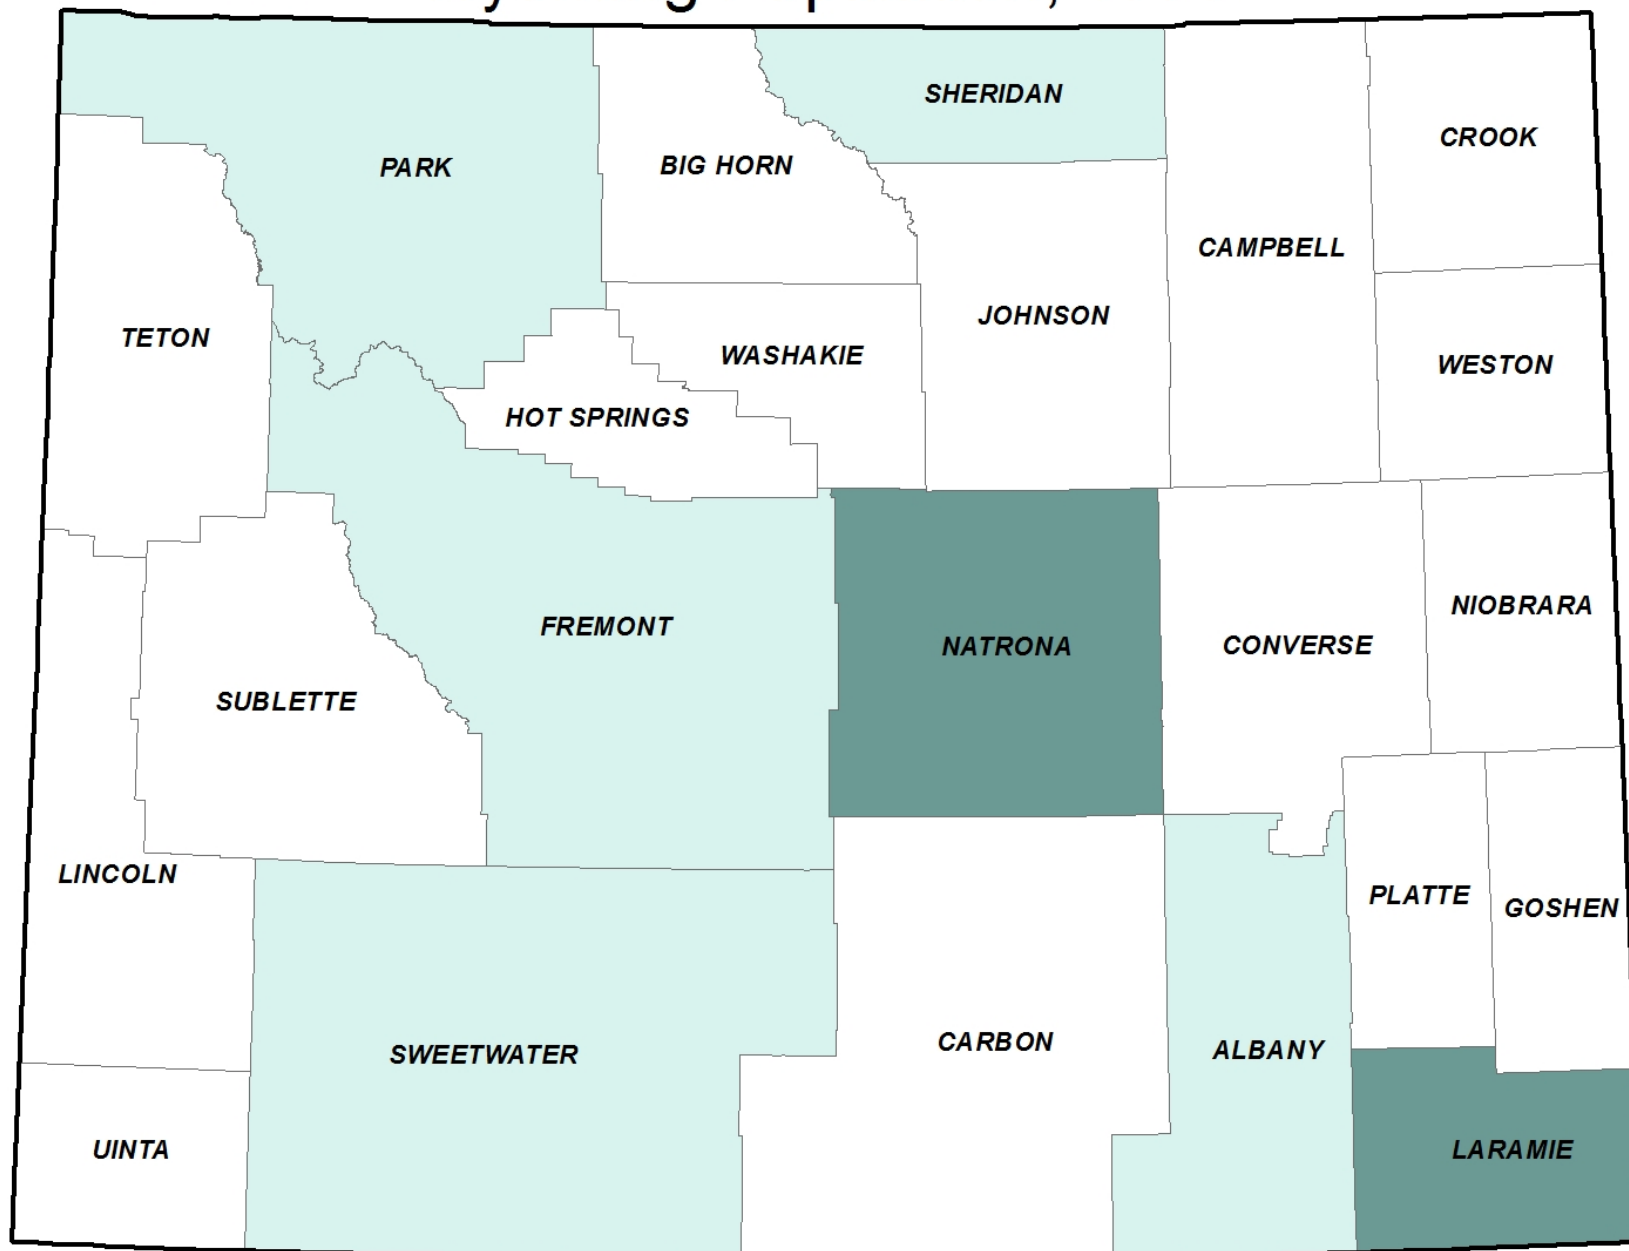 SHERIDAN
CROOK
PARK
BIG HORN
CAMPBELL
JOHNSON
TETON
WASHAKIE
WESTON
HOT SPRINGS
NIOBRARA
FREMONT
NATRONA
CONVERSE
SUBLETTE
LINCOLN
PLATTE
GOSHEN
SWEETWATER
CARBON
ALBANY
UINTA
LARAMIE